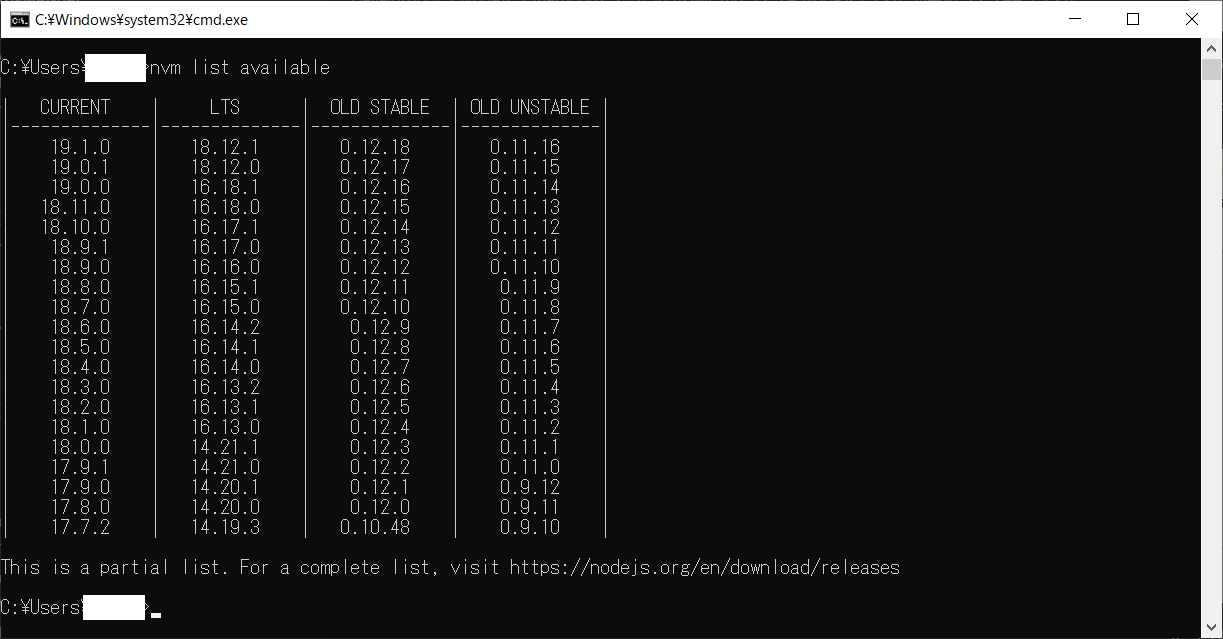 C:¥Windows¥system32¥cmd.exe
C:¥Users¥ >nvm list available
| CURRENT | LTS | OLD STABLE | OLD UNSTABLE |
|--------------|--------------|--------------|--------------|
| 19.1.0 | 18.12.1 | 0.12.18 | 0.11.16 |
| 19.0.1 | 18.12.0 | 0.12.17 | 0.11.15 |
| 19.0.0 | 16.18.1 | 0.12.16 | 0.11.14 |
| 18.11.0 | 16.18.0 | 0.12.15 | 0.11.13 |
| 18.10.0 | 16.17.1 | 0.12.14 | 0.11.12 |
| 18.9.1 | 16.17.0 | 0.12.13 | 0.11.11 |
| 18.9.0 | 16.16.0 | 0.12.12 | 0.11.10 |
| 18.8.0 | 16.15.1 | 0.12.11 | 0.11.9 |
| 18.7.0 | 16.15.0 | 0.12.10 | 0.11.8 |
| 18.6.0 | 16.14.2 | 0.12.9 | 0.11.7 |
| 18.5.0 | 16.14.1 | 0.12.8 | 0.11.6 |
| 18.4.0 | 16.14.0 | 0.12.7 | 0.11.5 |
| 18.3.0 | 16.13.2 | 0.12.6 | 0.11.4 |
| 18.2.0 | 16.13.1 | 0.12.5 | 0.11.3 |
| 18.1.0 | 16.13.0 | 0.12.4 | 0.11.2 |
| 18.0.0 | 14.21.1 | 0.12.3 | 0.11.1 |
| 17.9.1 | 14.21.0 | 0.12.2 | 0.11.0 |
| 17.9.0 | 14.20.1 | 0.12.1 | 0.9.12 |
| 17.8.0 | 14.20.0 | 0.12.0 | 0.9.11 |
| 17.7.2 | 14.19.3 | 0.10.48 | 0.9.10 |
This is a partial list. For a complete list, visit https://nodejs.org/en/download/releases
C:¥Users¥ >